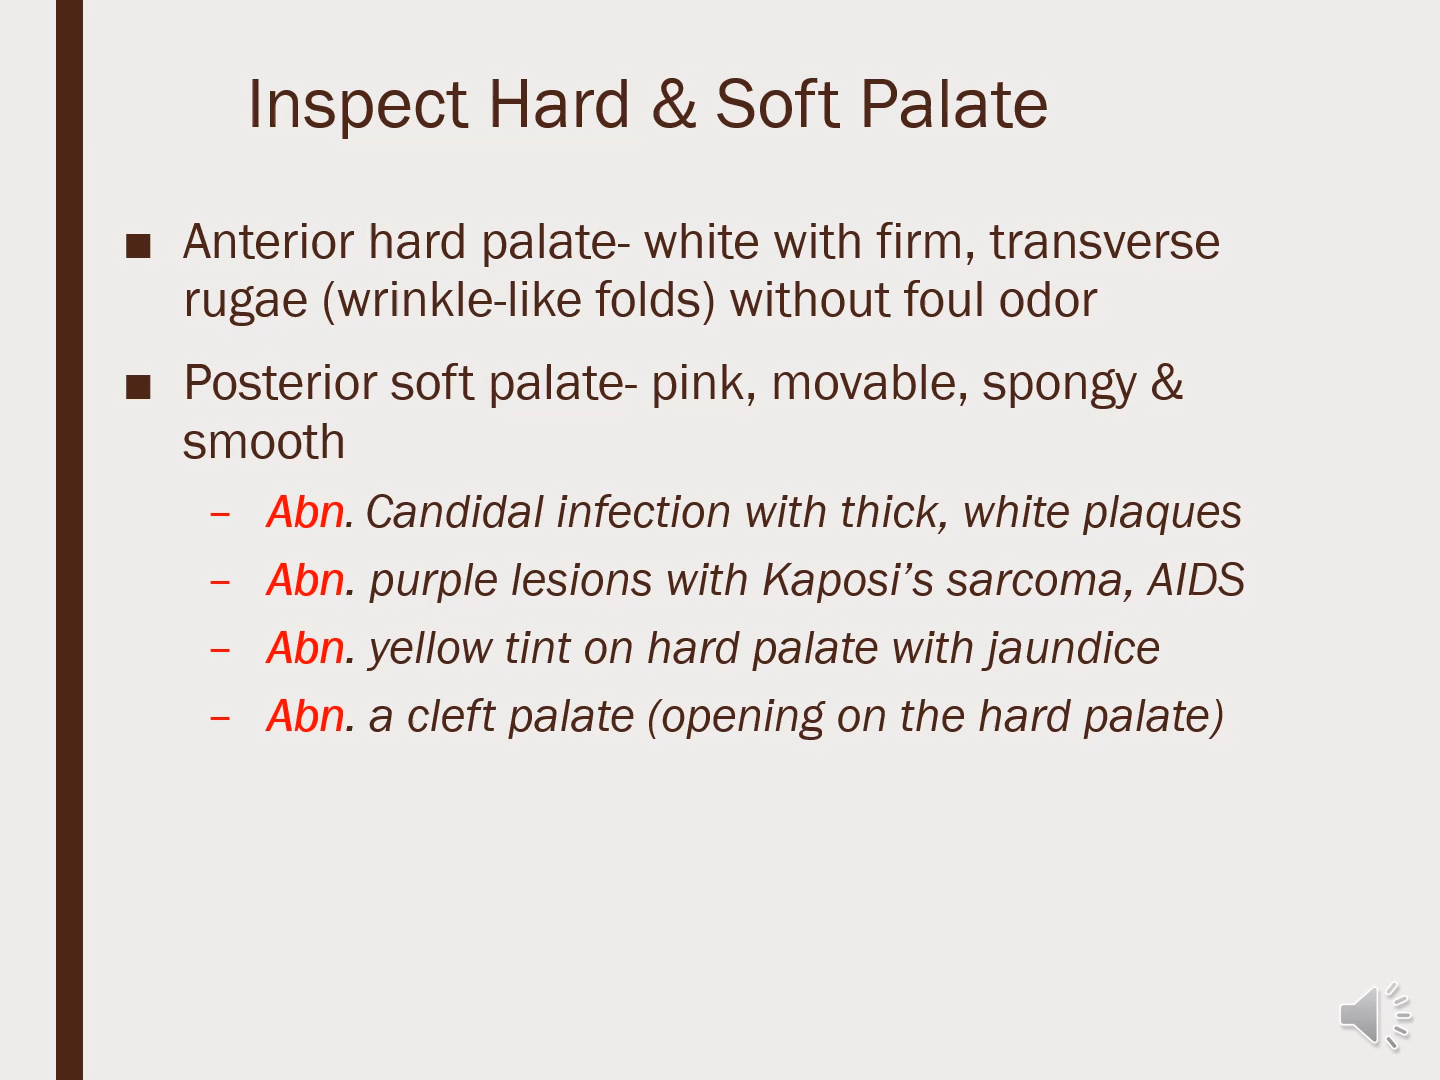 Inspect Hard & Soft Palate
■ Anterior hard palate- white with firm, transverse
rugae (wrinkle-like folds) without foul odor
■ Posterior soft palate- pink, movable, spongy &
smooth
– Abn. Candidal infection with thick, white plaques
– Abn. purple lesions with Kaposi’s sarcoma, AIDS
– Abn. yellow tint on hard palate with jaundice
– Abn. a cleft palate (opening on the hard palate)